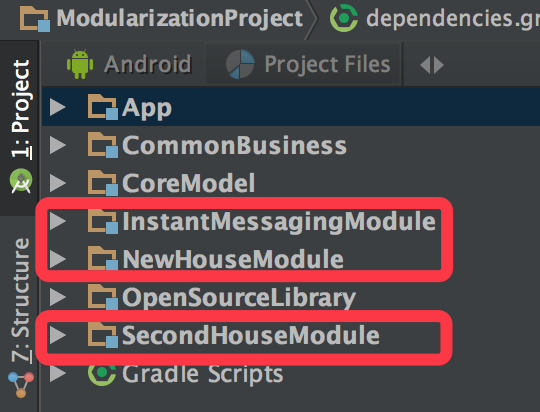 ModularizationProject
dependencies.gr
Android
Project Files
1: Project
App
CommonBusiness
CoreModel
InstantMessagingModule
NewHouseModule
OpenSourceLibrary
SecondHouseModule
Gradle Scripts
7: Structure